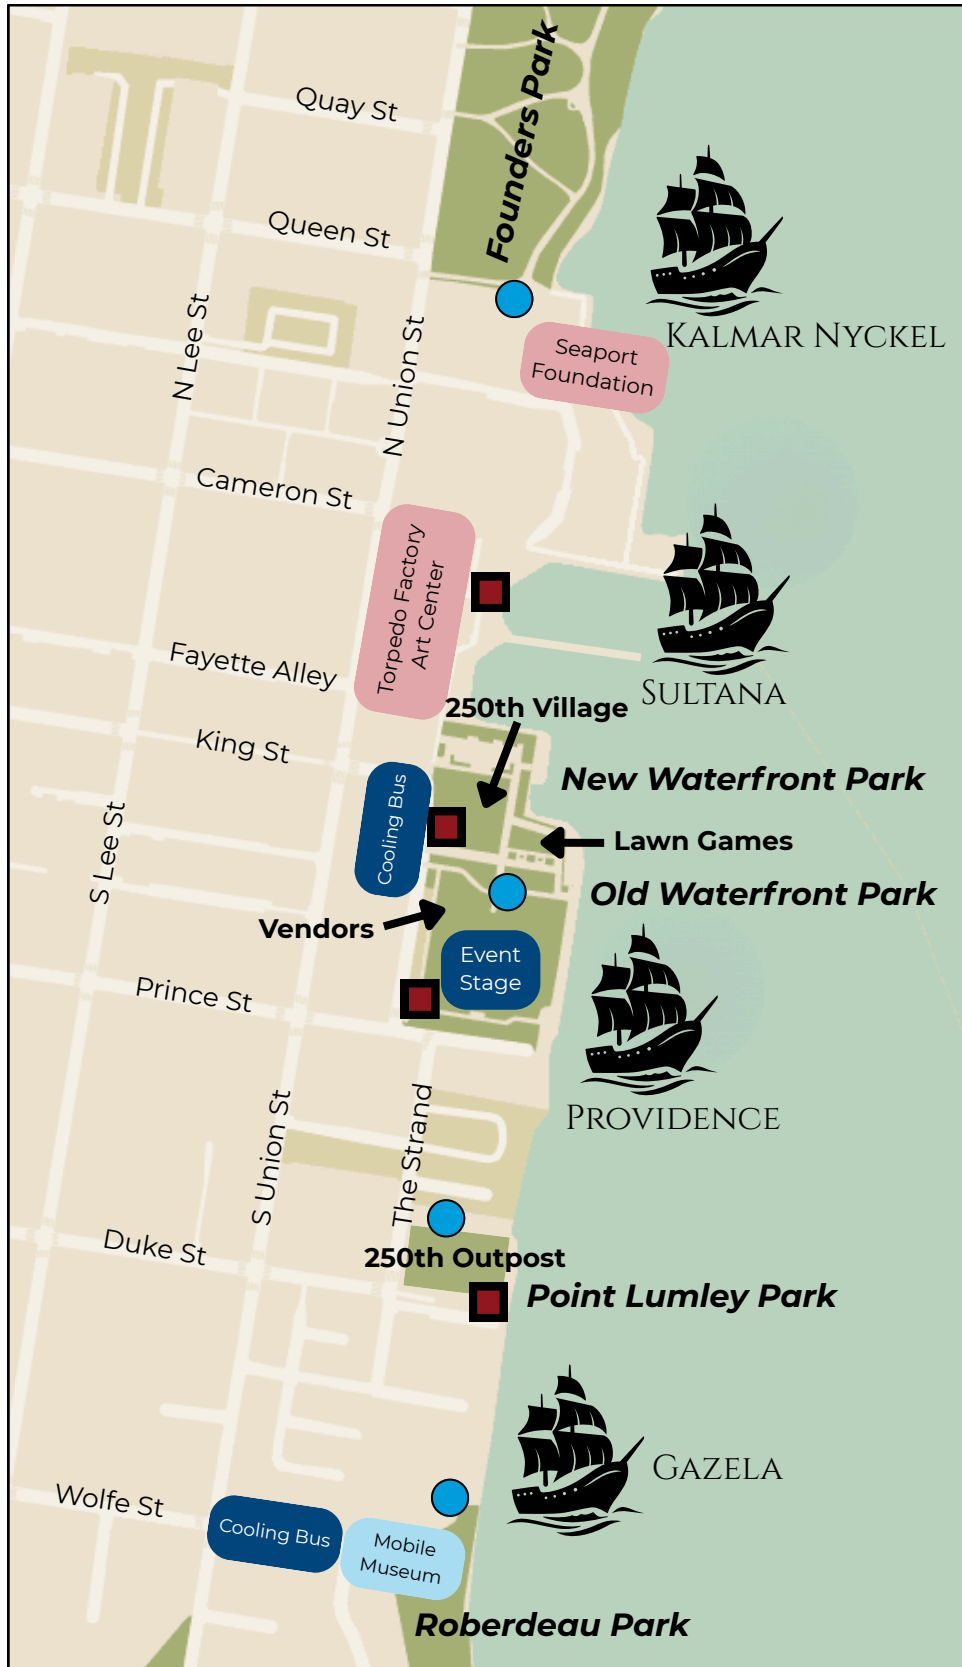 Quay St
Founders Park
Queen St
N Lee St
N Union St
KALMAR NYCKEL
Seaport
Foundation
Cameron St
Torpedo Factory
Art Center
Fayette Alley
SULTANA
250th Village
King St
New Waterfront Park
Cooling Bus
Lawn Games
S Lee St
Old Waterfront Park
Vendors
Event
Stage
Prince St
PROVIDENCE
S Union St
The Strand
Duke St
250th Outpost
Point Lumley Park
GAZELA
Wolfe St
Cooling Bus
Mobile
Museum
Roberdeau Park